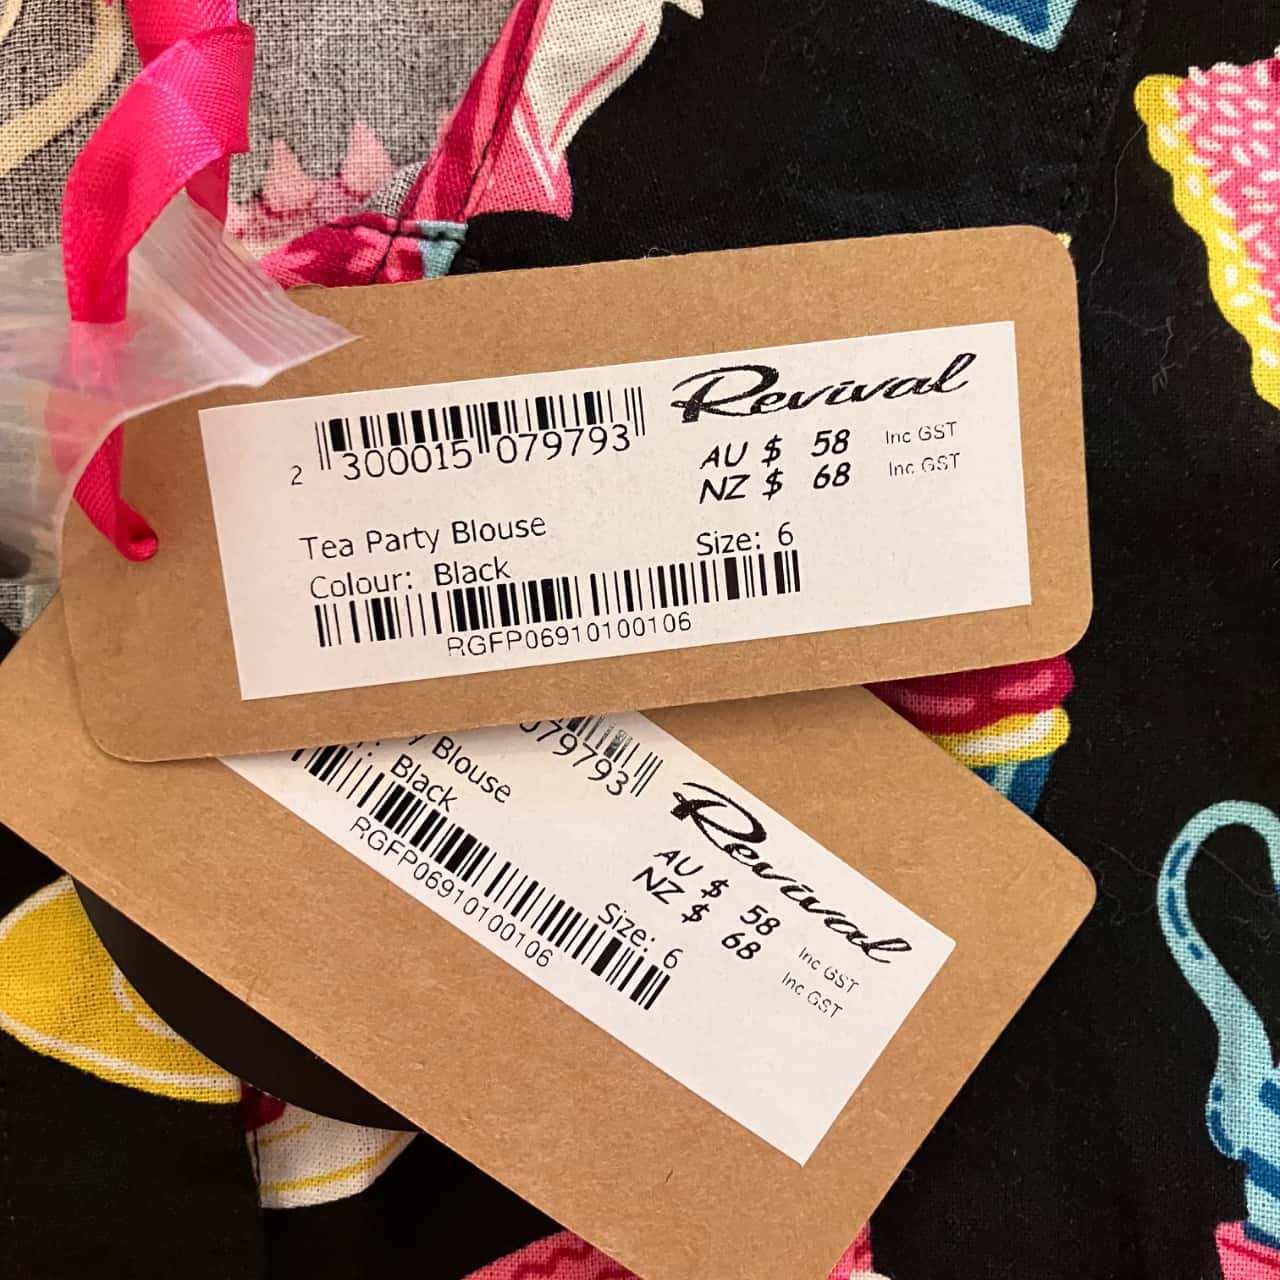 Revival
2 300015 079793
AU $ 58 Inc GST
NZ $ 68 Inc GST
Tea Party Blouse
Size: 6
Colour: Black
RGFP06910100106
079793
Revival
y Blouse
: Black
AU $ 58 Inc GST
NZ $ 68 Inc GST
RGFP06910100106
Size: 6